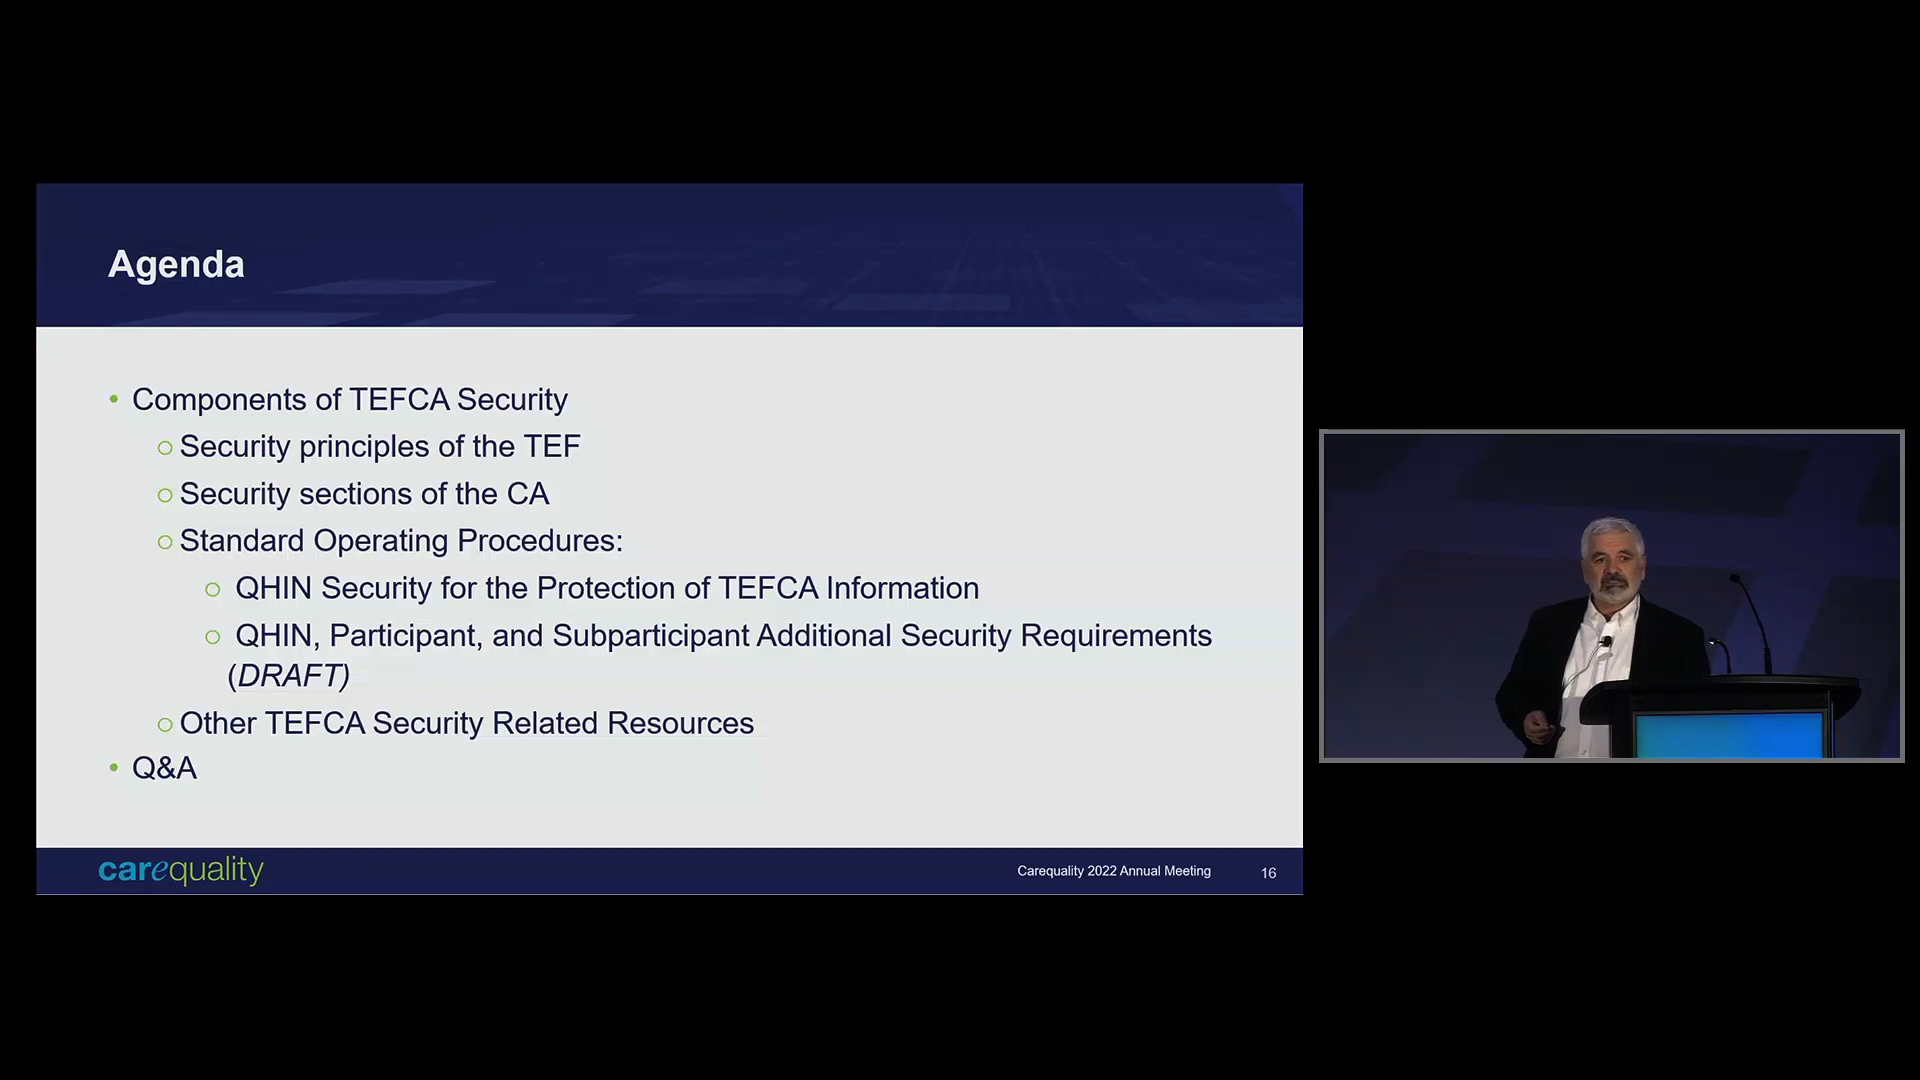 Agenda
• Components of TEFCA Security
○ Security principles of the TEF
○ Security sections of the CA
○ Standard Operating Procedures:
○ QHIN Security for the Protection of TEFCA Information
○ QHIN, Participant, and Subparticipant Additional Security Requirements
(DRAFT)
○ Other TEFCA Security Related Resources
• Q&A
carequality
Carequality 2022 Annual Meeting
16